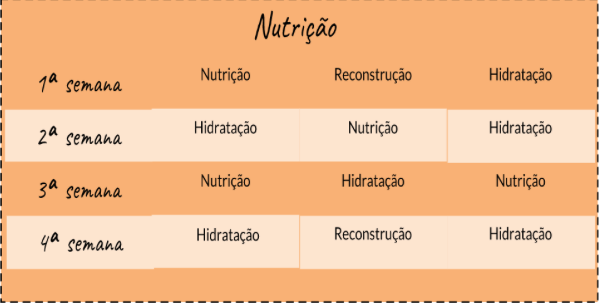 Nutrição
1ª semana Nutrição Reconstrução Hidratação
2ª semana Hidratação Nutrição Hidratação
3ª semana Nutrição Hidratação Nutrição
4ª semana Hidratação Reconstrução Hidratação